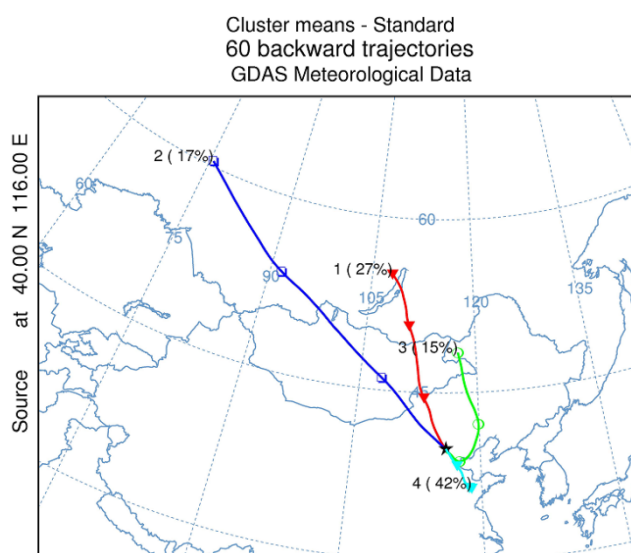 Cluster means - Standard
60 backward trajectories
GDAS Meteorological Data
Source at 40.00 N 116.00 E
2 ( 17%)
60
75
60
90
1 ( 27%)
105
120
135
3 ( 15%)
45
4 ( 42%)